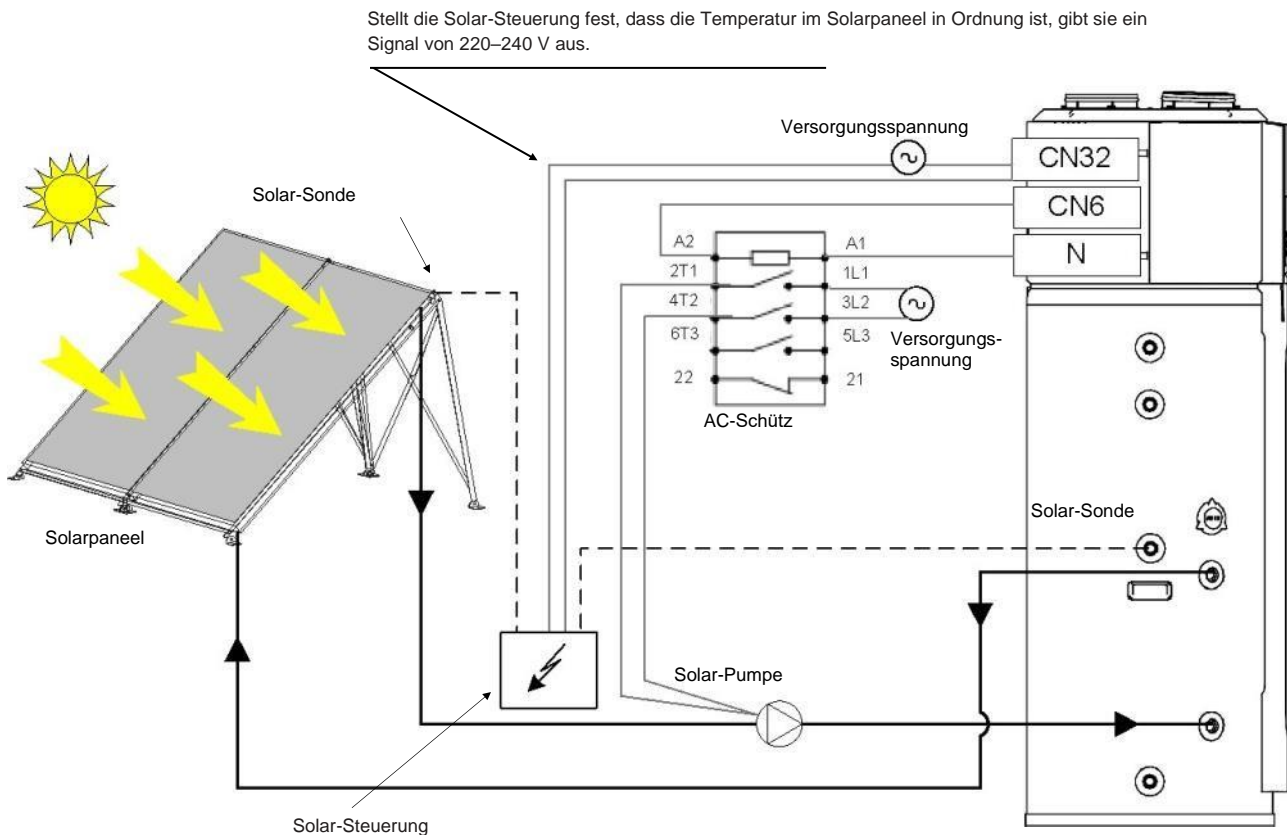 Stellt die Solar-Steuerung fest, dass die Temperatur im Solarpaneel in Ordnung ist, gibt sie ein
Signal von 220–240 V aus.
Versorgungsspannung
CN32
Solar-Sonde
CN6
A2
A1
N
2T1
1L1
4T2
3L2
6T3
5L3
Versorgungs-
spannung
22
21
AC-Schütz
Solar-Sonde
Solarpaneel
Solar-Pumpe
Solar-Steuerung